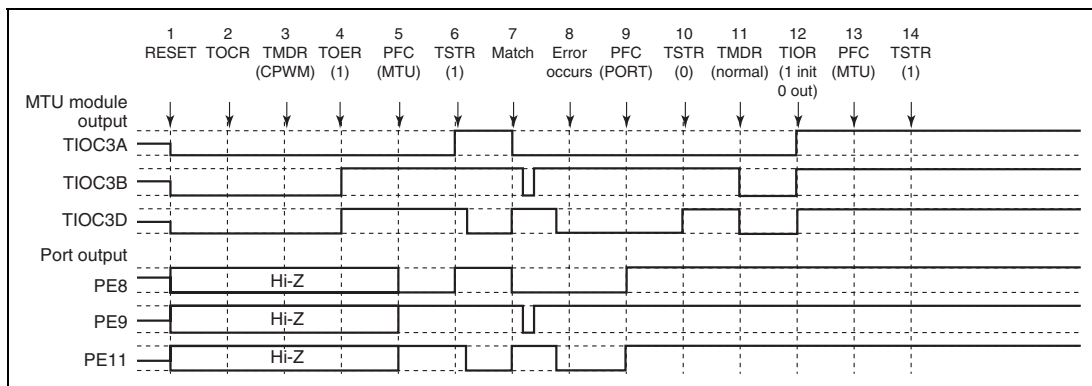 1 2 3 4 5 6 7 8 9 10 11 12 13 14
RESET TOCR TMDR TOER PFC TSTR Match Error PFC TSTR TMDR TIOR PFC TSTR
(CPWM) (1) (MTU) (1) occurs (PORT) (0) (normal) (1 init (MTU) (1)
0 out)
MTU module
output
TIOC3A
TIOC3B
TIOC3D
Port output
PE8 Hi-Z
PE9 Hi-Z
PE11 Hi-Z